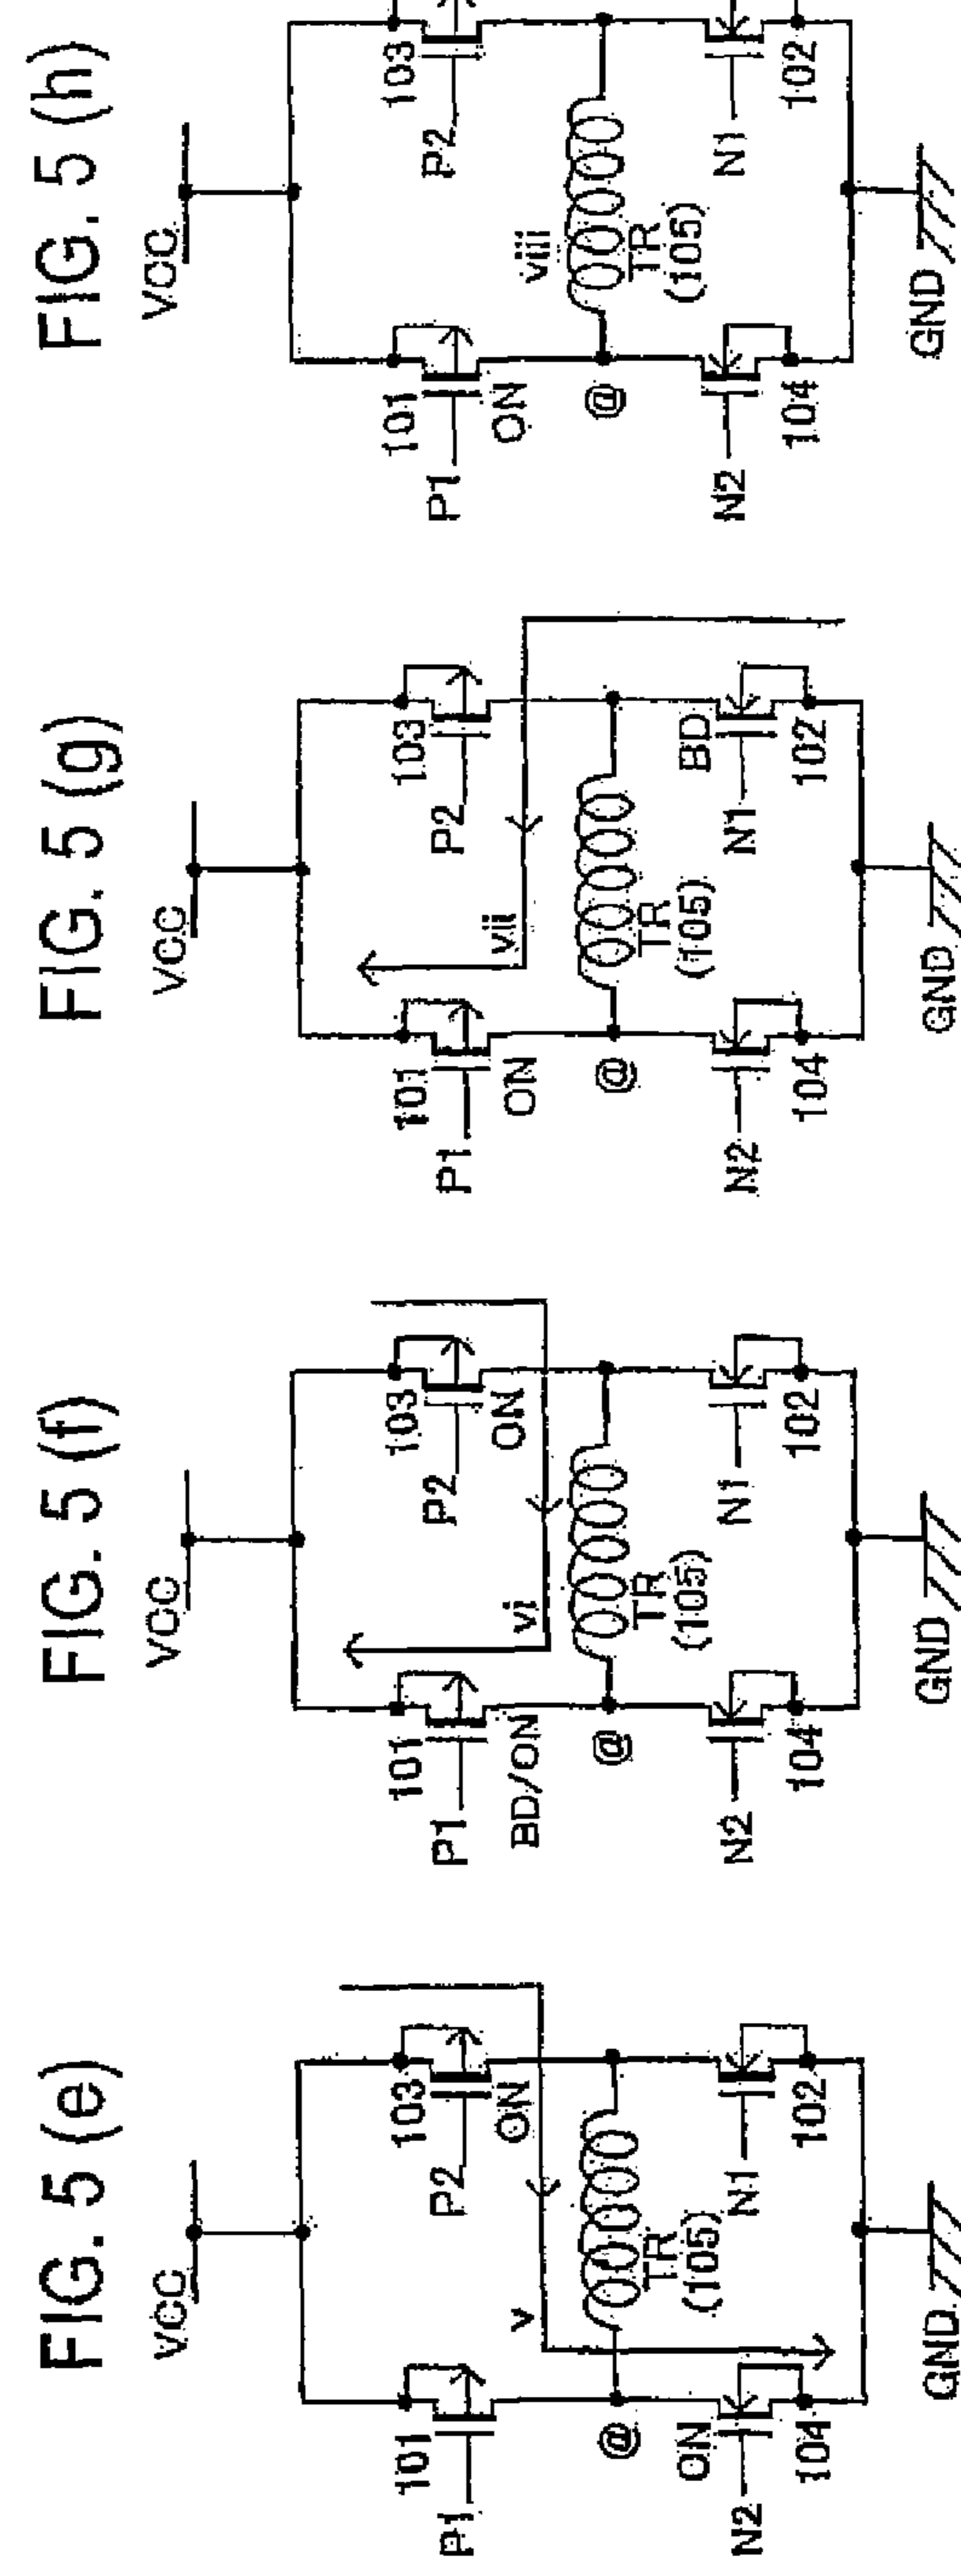 FIG. 5 (e)
VCC
101
103
P1
P2
ON
v
@
TR
(105)
ON
N2
N1
104
102
GND
FIG. 5 (f)
VCC
101
103
P1
P2
BD/ON
ON
vi
@
TR
(105)
N2
N1
104
102
GND
FIG. 5 (g)
VCC
101
103
P1
P2
ON
vii
@
TR
(105)
BD
N2
N1
104
102
GND
FIG. 5 (h)
VCC
101
103
P1
P2
ON
viii
@
TR
(105)
N2
N1
104
102
GND